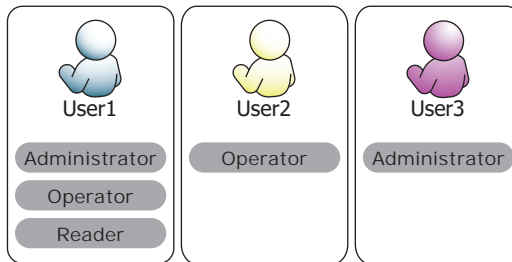 User1
Administrator
Operator
Reader
User2
Operator
User3
Administrator